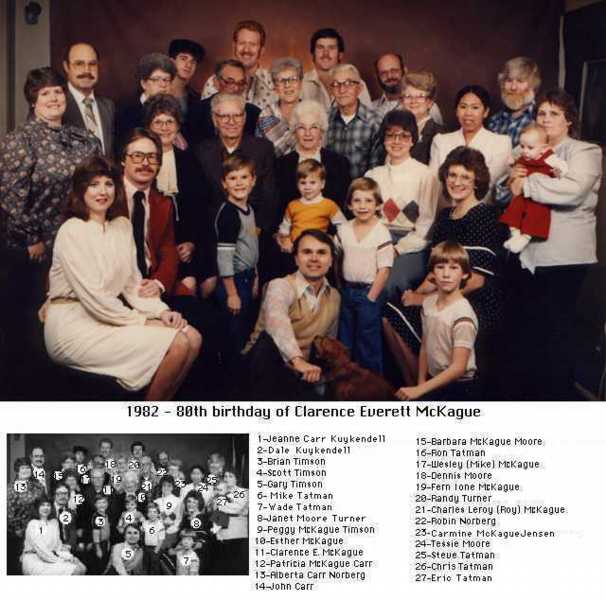 1982 - 80th birthday of Clarence Everett McKague
1-Jeanne Carr Kuykendell
2-Dale Kuykendell
3-Brian Timson
4-Scott Timson
5-Gary Timson
6- Mike Tatman
7-Wade Tatman
8-Janet Moore Turner
9-Peggy McKague Timson
10-Esther McKague
11-Clarence E. McKague
12-Patricia McKague Carr
13-Alberta Carr Norberg
14-John Carr
15-Barbara McKague Moore
16-Ron Tatman
17-Wesley (Mike) McKague
18-Dennis Moore
19-Fern Ione McKague
20-Randy Turner
21-Charles Leroy (Roy) McKague
22-Robin Norberg
23-Carmine McKagueJensen
24-Tessie Moore
25-Steve Tatman
26-Chris Tatman
27-Eric Tatman